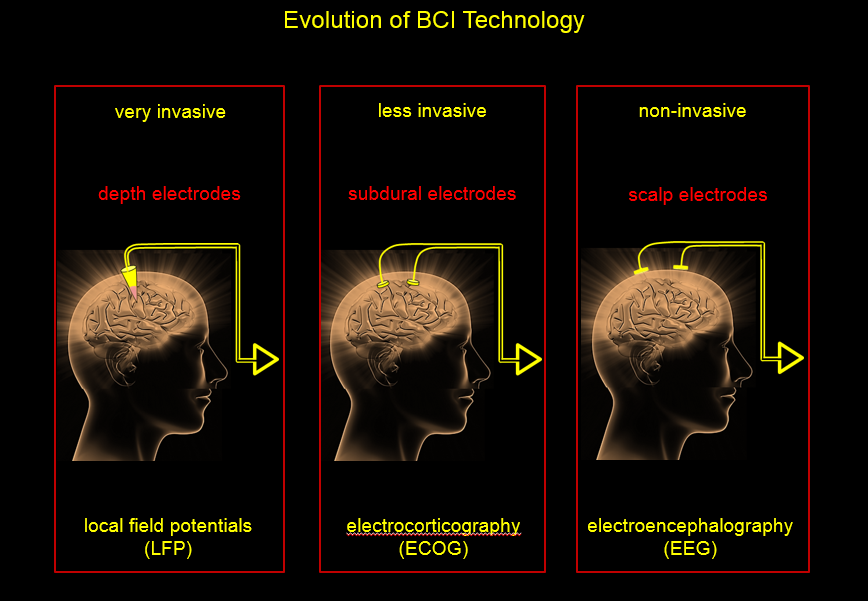 Evolution of BCI Technology
very invasive
depth electrodes
local field potentials
(LFP)
less invasive
subdural electrodes
electrocorticography
(ECOG)
non-invasive
scalp electrodes
electroencephalography
(EEG)